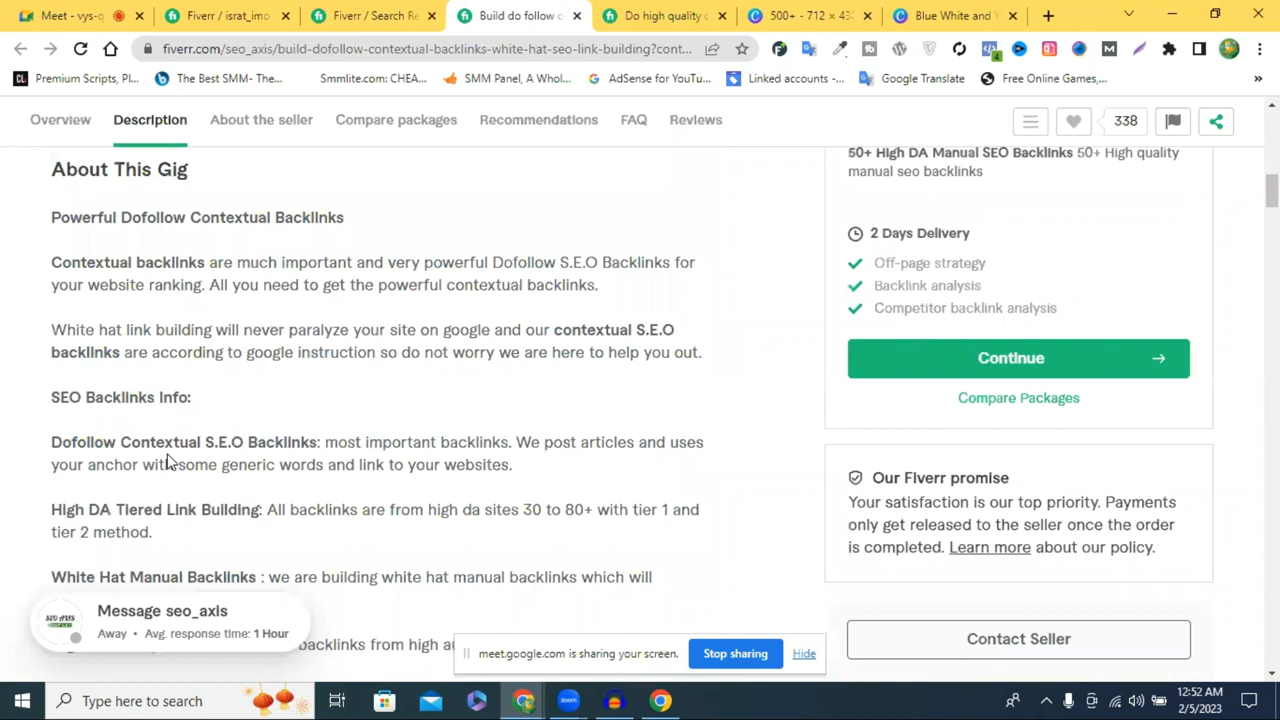 Meet - vys-q
Fiverr / israt_imo
Fiverr / Search Re
Build do follow c
Do high quality c
500+ - 712 × 43
Blue White and Y
fiverr.com/seo_axis/build-dofollow-contextual-backlinks-white-hat-seo-link-building?cont...
4
Premium Scripts, Pl...
The Best SMM- The...
Smmlite.com: CHEA...
SMM Panel, A Whol...
AdSense for YouTu...
Linked accounts -...
Google Translate
Free Online Games,...
»
Overview
Description
About the seller
Compare packages
Recommendations
FAQ
Reviews
338
About This Gig
Powerful Dofollow Contextual Backlinks
Contextual backlinks are much important and very powerful Dofollow S.E.O Backlinks for
your website ranking. All you need to get the powerful contextual backlinks.
White hat link building will never paralyze your site on google and our contextual S.E.O
backlinks are according to google instruction so do not worry we are here to help you out.
SEO Backlinks Info:
Dofollow Contextual S.E.O Backlinks: most important backlinks. We post articles and uses
your anchor with some generic words and link to your websites.
High DA Tiered Link Building: All backlinks are from high da sites 30 to 80+ with tier 1 and
tier 2 method.
White Hat Manual Backlinks : we are building white hat manual backlinks which will
backlinks from high au
50+ High DA Manual SEO Backlinks 50+ High quality
manual seo backlinks
2 Days Delivery
Off-page strategy
Backlink analysis
Competitor backlink analysis
Continue
Compare Packages
Our Fiverr promise
Your satisfaction is our top priority. Payments
only get released to the seller once the order
is completed. Learn more about our policy.
Contact Seller
SEO AXIS
Message seo_axis
Away • Avg. response time: 1 Hour
meet.google.com is sharing your screen.
Stop sharing
Hide
Type here to search
12:52 AM
2/5/2023